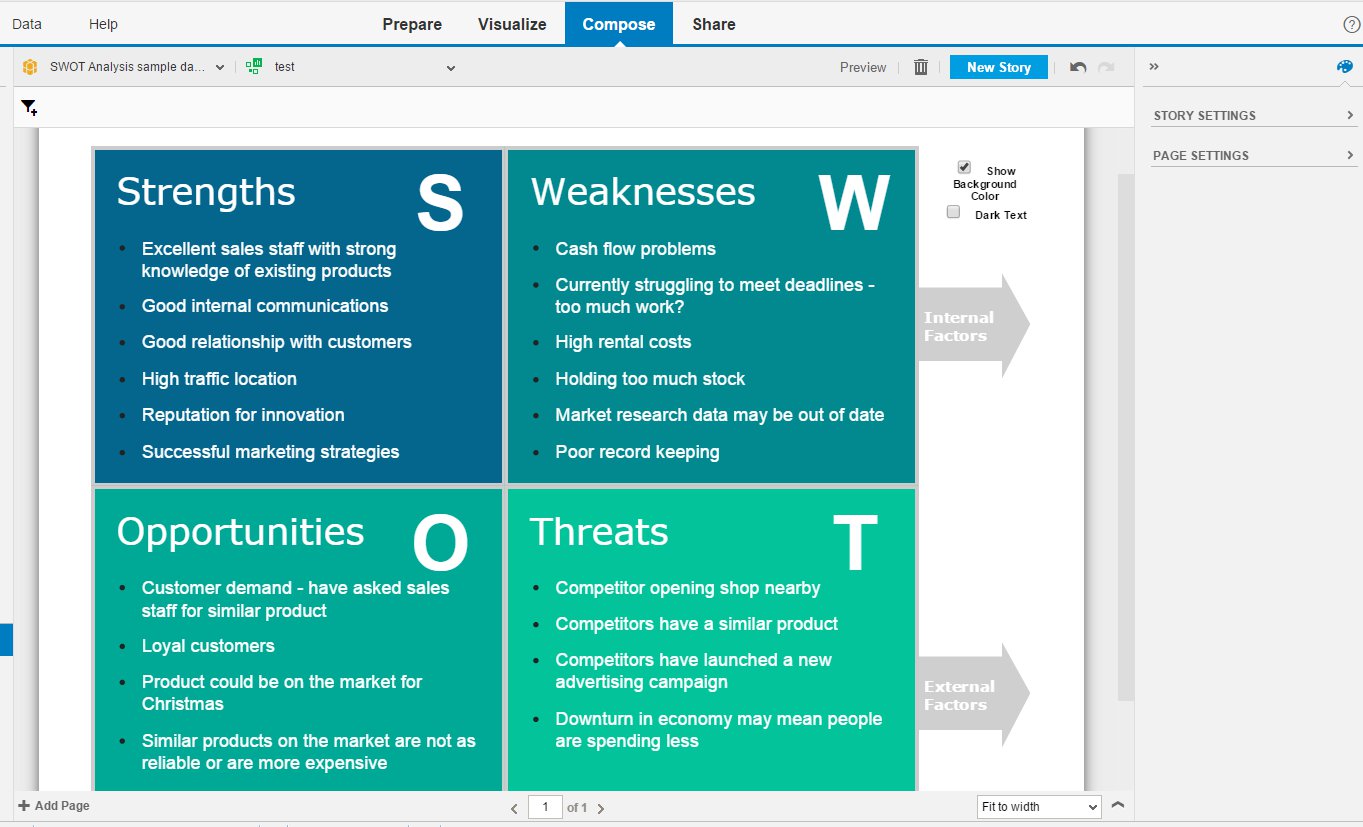 Data Help Prepare Visualize Compose Share ?
SWOT Analysis sample da... test Preview New Story »
STORY SETTINGS
PAGE SETTINGS
Strengths S
• Excellent sales staff with strong
knowledge of existing products
• Good internal communications
• Good relationship with customers
• High traffic location
• Reputation for innovation
• Successful marketing strategies
Weaknesses W
• Cash flow problems
• Currently struggling to meet deadlines -
too much work?
• High rental costs
• Holding too much stock
• Market research data may be out of date
• Poor record keeping
Show
Background
Color
Dark Text
Internal
Factors
Opportunities O
• Customer demand - have asked sales
staff for similar product
• Loyal customers
• Product could be on the market for
Christmas
• Similar products on the market are not as
reliable or are more expensive
Threats T
• Competitor opening shop nearby
• Competitors have a similar product
• Competitors have launched a new
advertising campaign
• Downturn in economy may mean people
are spending less
External
Factors
+ Add Page 1 of 1 Fit to width